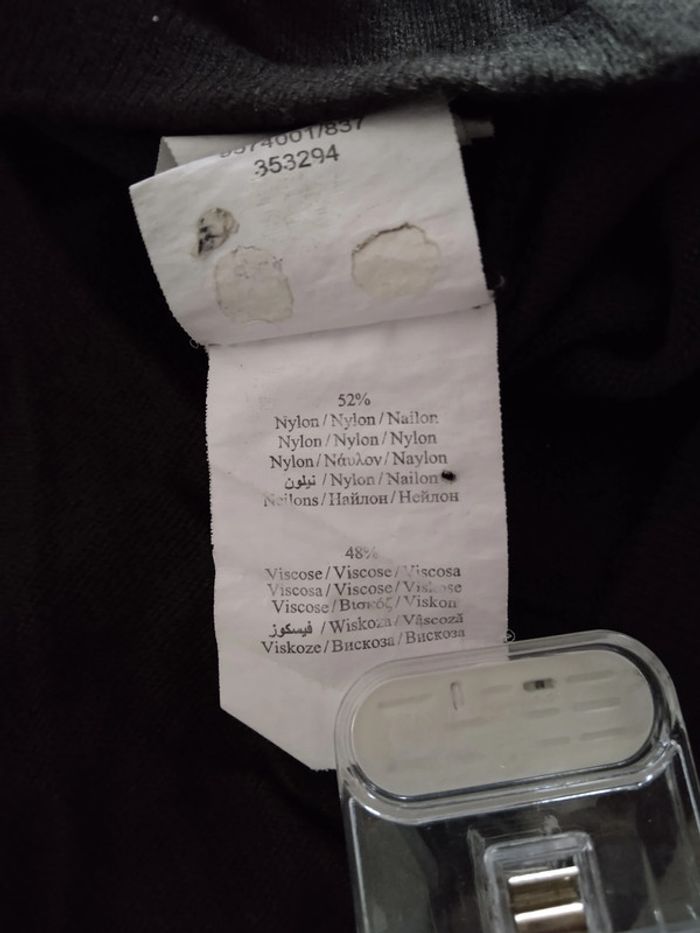 353294
52%
Nylon / Nylon / Nailon
Nylon / Nylon / Nylon
Nylon / Νάυλον / Naylon
نيلون / Nylon / Nailon
Neilons / Найлон / Нейлон
48%
Viscose / Viscose / Viscosa
Viscosa / Viscose / Viskose
Viscose / Βισκόζ / Viskon
فيسكوز / Wiskoza / Vâscoză
Viskoze / Вискоза / Вискоза